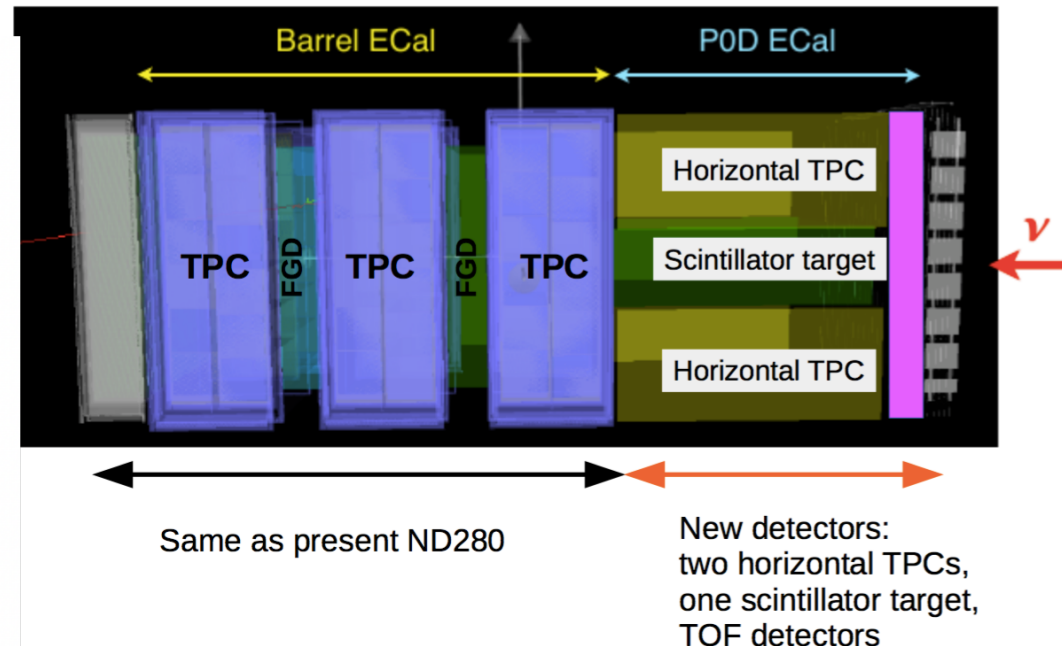 Barrel ECal
P0D ECal
Horizontal TPC
TPC
FGD
TPC
FGD
TPC
Scintillator target
ν
Horizontal TPC
Same as present ND280
New detectors:
two horizontal TPCs,
one scintillator target,
TOF detectors